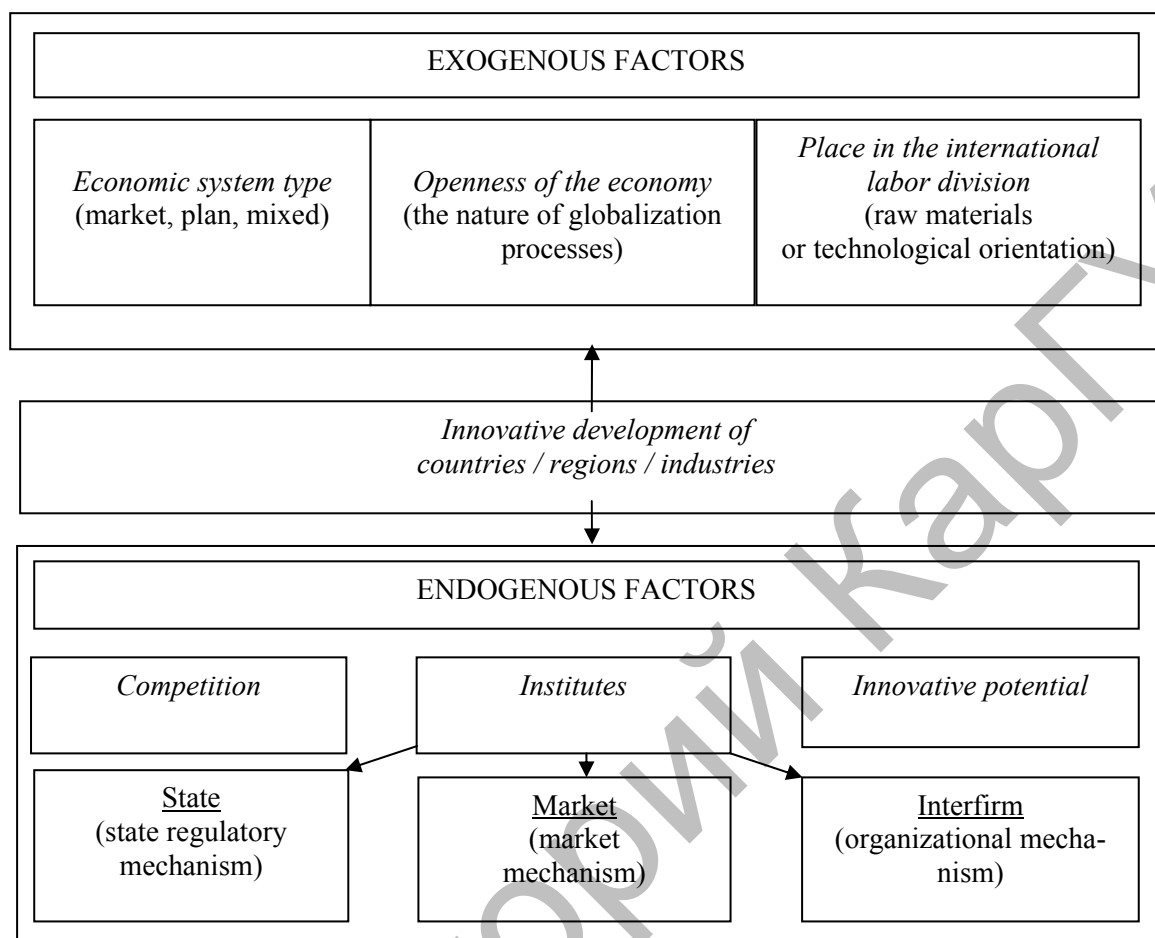 EXOGENOUS FACTORS
Economic system type
(market, plan, mixed)
Openness of the economy
(the nature of globalization
processes)
Place in the international
labor division
(raw materials
or technological orientation)
Innovative development of
countries / regions / industries
ENDOGENOUS FACTORS
Competition
Institutes
Innovative potential
State
(state regulatory
mechanism)
Market
(market
mechanism)
Interfirm
(organizational mecha-
nism)